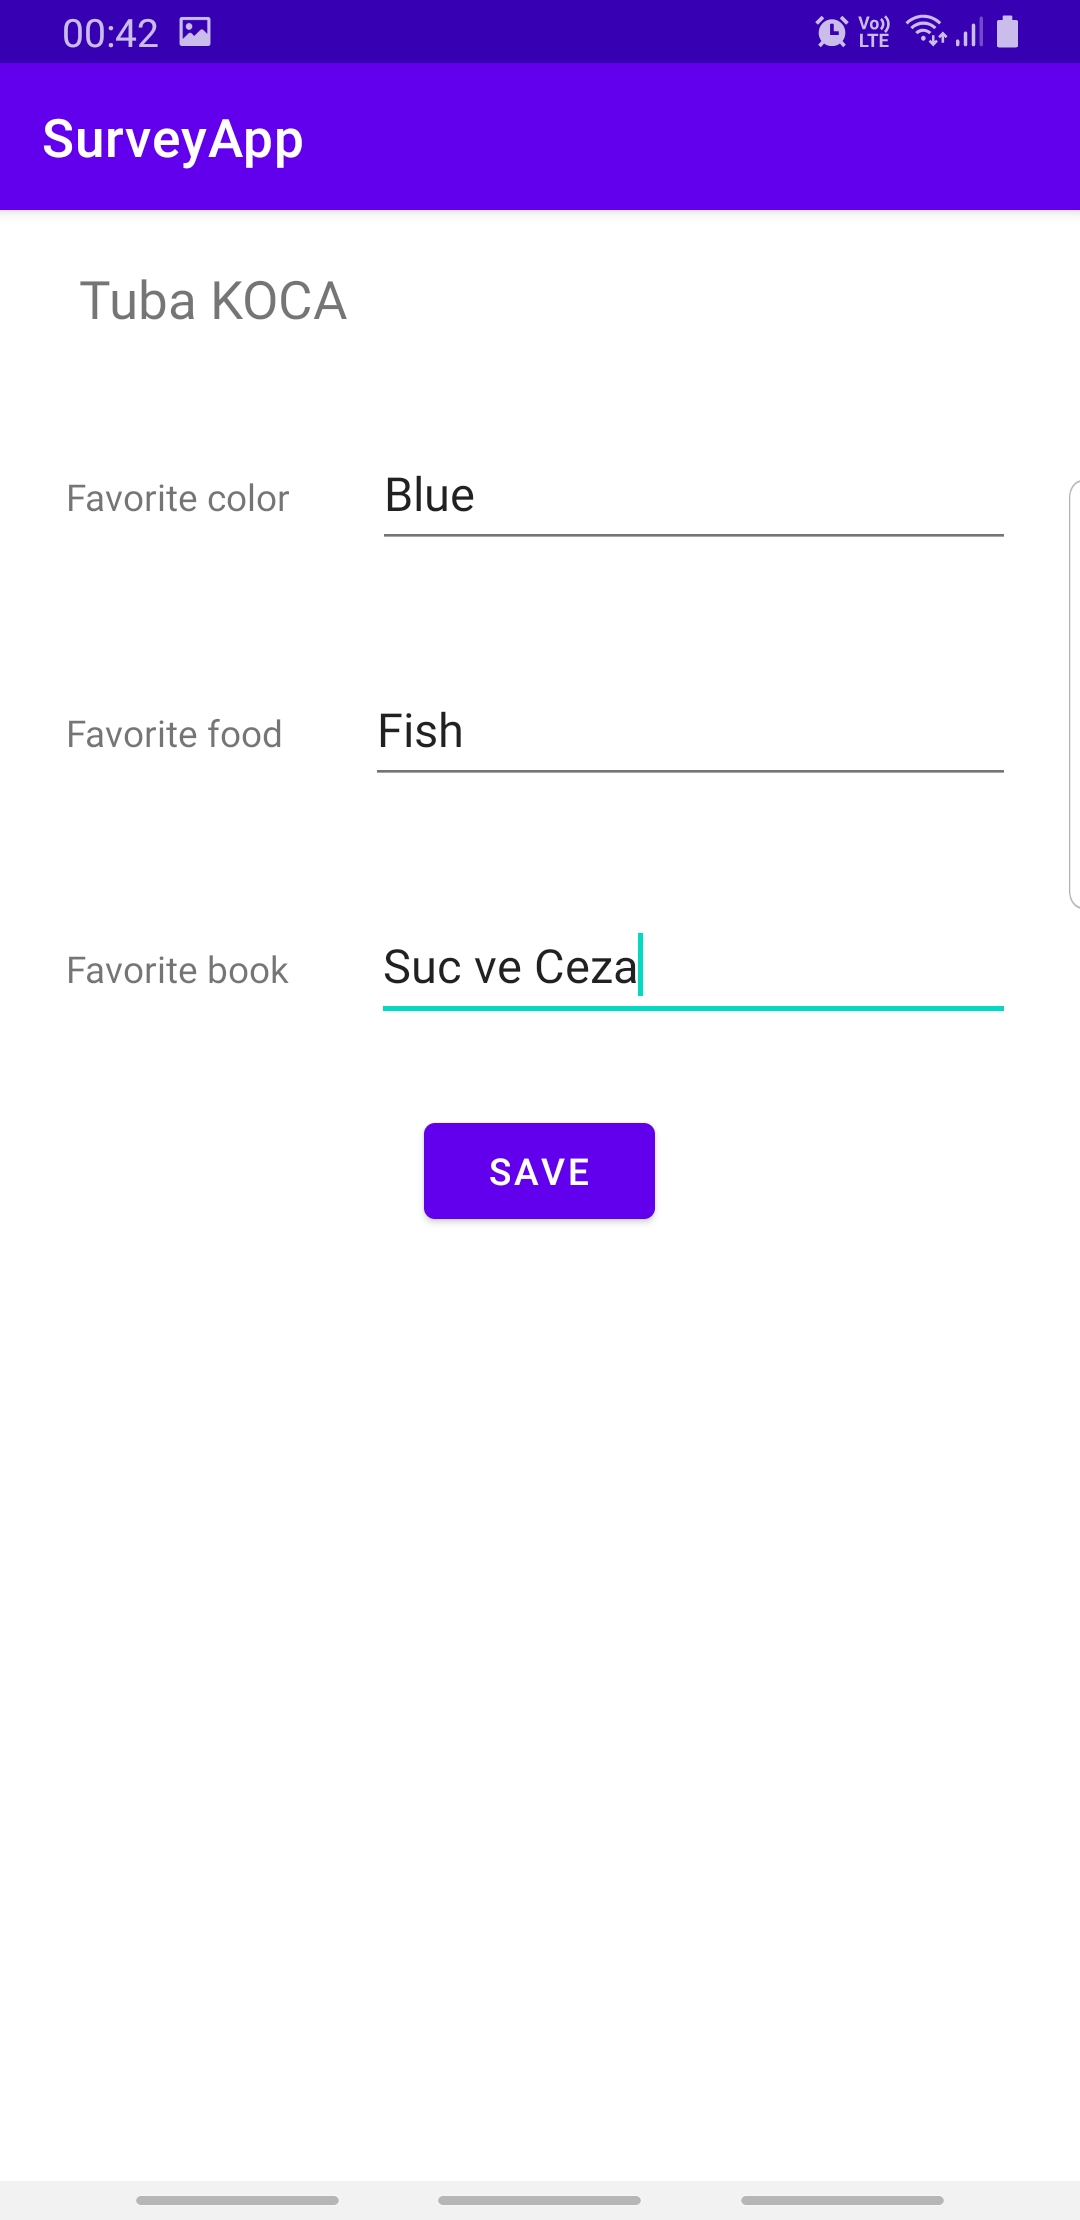 00:42
Vo)) LTE
SurveyApp
Tuba KOCA
Favorite color Blue
Favorite food Fish
Favorite book Suc ve Ceza
SAVE